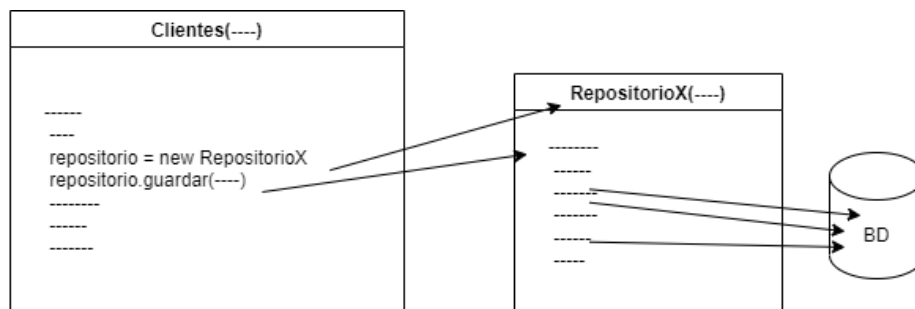 Clientes(----)
------
----
repositorio = new RepositorioX
repositorio.guardar(----)
--------
------
-------
RepositorioX(----)
--------
------
-------
-------
------
-----
BD